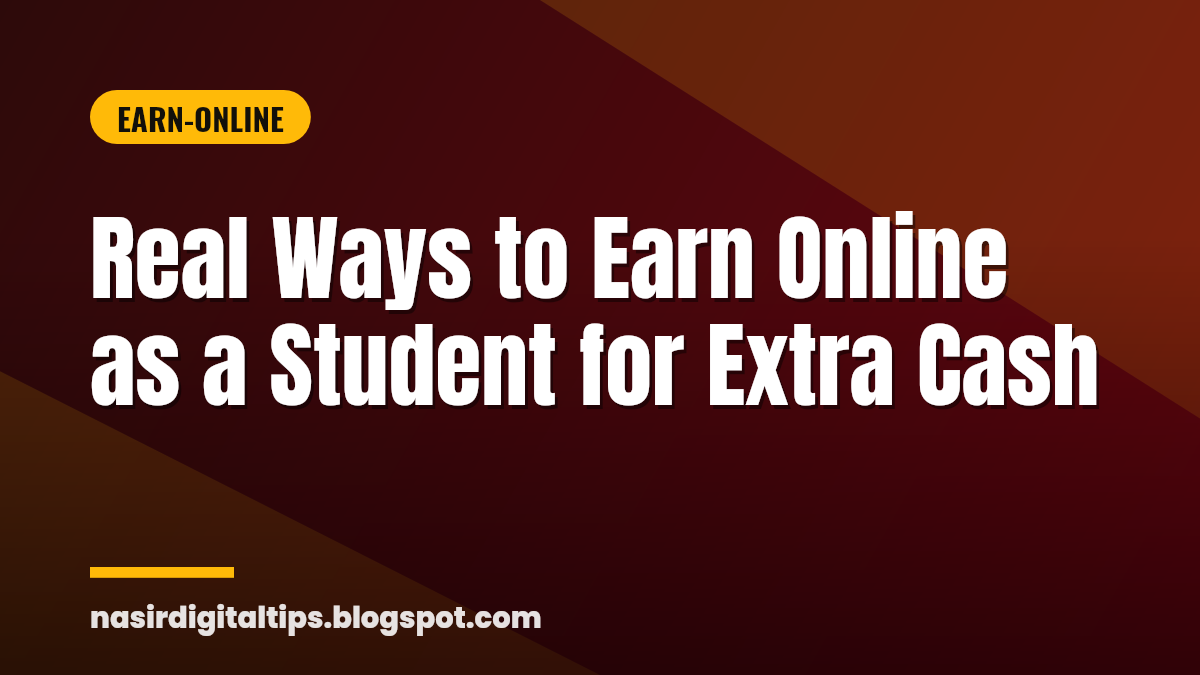 EARN-ONLINE
Real Ways to Earn Online
as a Student for Extra Cash
nasirdigitaltips.blogspot.com